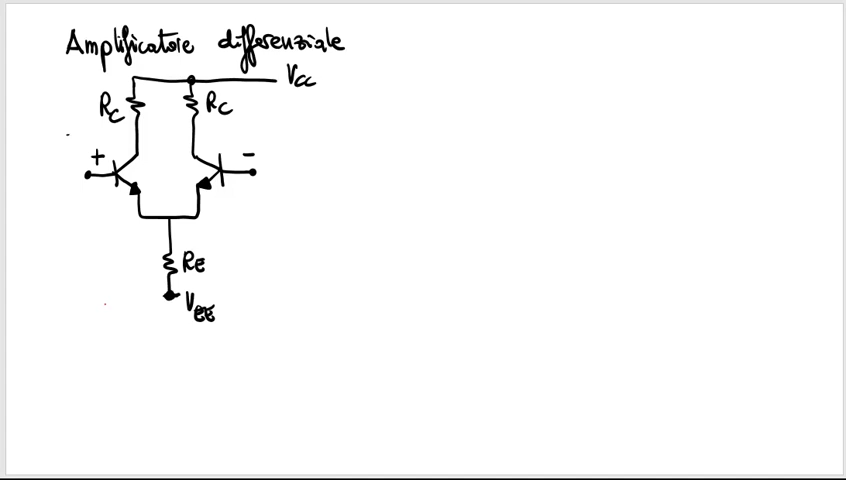 Amplificatore differenziale
Vcc
Rc Rc
+ -
RE
VEE